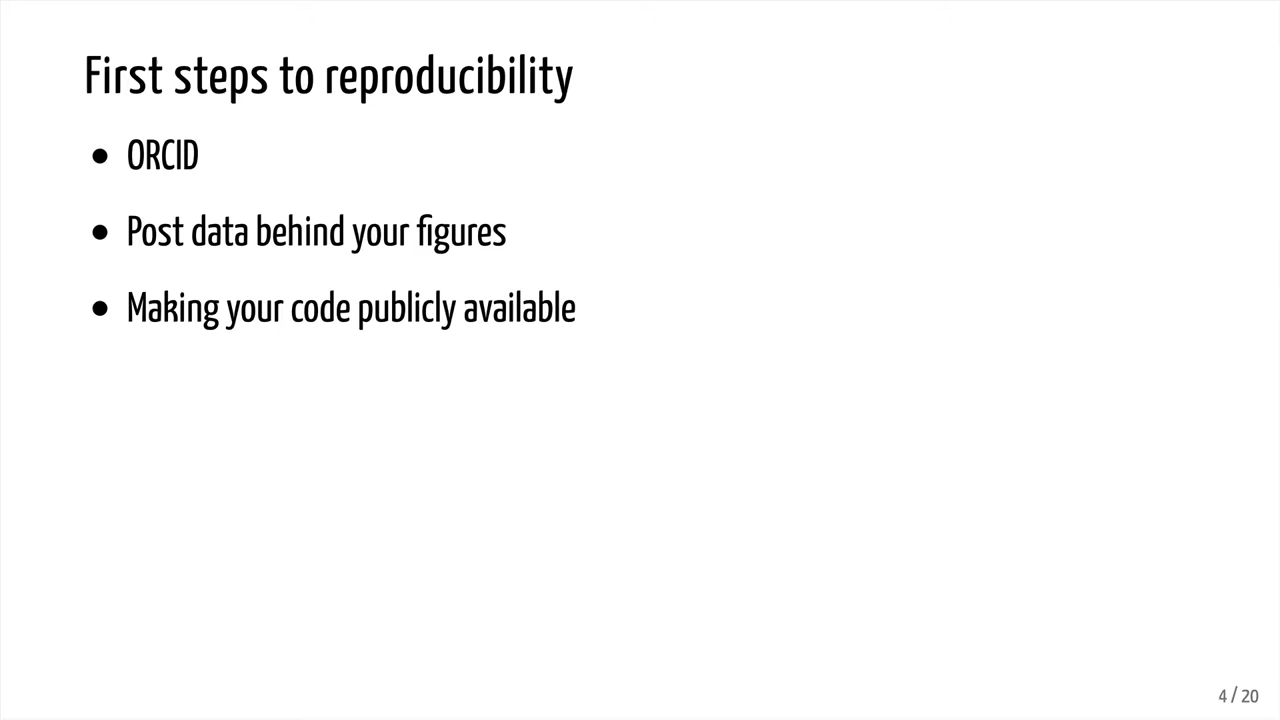 First steps to reproducibility
• ORCID
• Post data behind your figures
• Making your code publicly available
4 / 20